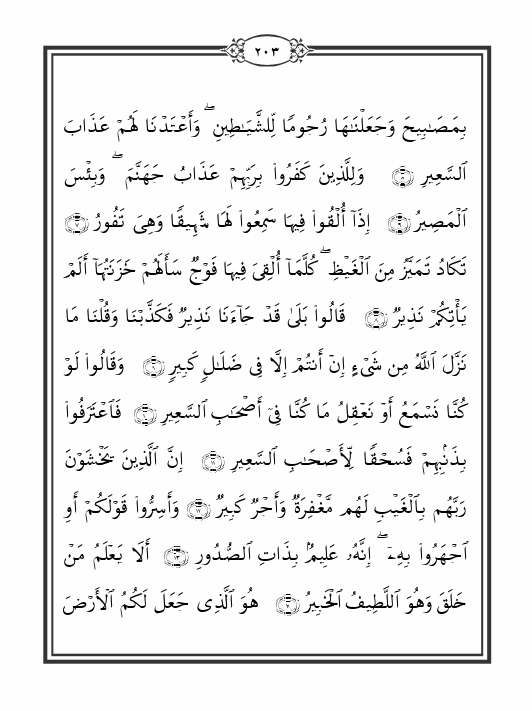 ٢٠٣
بِمَصَـٰبِيحَ وَجَعَلْنَـٰهَا رُجُومًا لِّلشَّيَـٰطِينِ ۖ وَأَعْتَدْنَا لَهُمْ عَذَابَ
ٱلسَّعِيرِ ۝ وَلِلَّذِينَ كَفَرُوا۟ بِرَبِّهِمْ عَذَابُ جَهَنَّمَ ۖ وَبِئْسَ
ٱلْمَصِيرُ ۝ إِذَآ أُلْقُوا۟ فِيهَا سَمِعُوا۟ لَهَا شَهِيقًا وَهِىَ تَفُورُ ۝
تَكَادُ تَمَيَّزُ مِنَ ٱلْغَيْظِ ۖ كُلَّمَآ أُلْقِىَ فِيهَا فَوْجٌ سَأَلَهُمْ خَزَنَتُهَآ أَلَمْ
يَأْتِكُمْ نَذِيرٌ ۝ قَالُوا۟ بَلَىٰ قَدْ جَآءَنَا نَذِيرٌ فَكَذَّبْنَا وَقُلْنَا مَا
نَزَّلَ ٱللَّهُ مِن شَىْءٍ إِنْ أَنتُمْ إِلَّا فِى ضَلَـٰلٍ كَبِيرٍ ۝ وَقَالُوا۟ لَوْ
كُنَّا نَسْمَعُ أَوْ نَعْقِلُ مَا كُنَّا فِىٓ أَصْحَـٰبِ ٱلسَّعِيرِ ۝ فَٱعْتَرَفُوا۟
بِذَنۢبِهِمْ فَسُحْقًا لِّأَصْحَـٰبِ ٱلسَّعِيرِ ۝ إِنَّ ٱلَّذِينَ يَخْشَوْنَ
رَبَّهُم بِٱلْغَيْبِ لَهُم مَّغْفِرَةٌ وَأَجْرٌ كَبِيرٌ ۝ وَأَسِرُّوا۟ قَوْلَكُمْ أَوِ
ٱجْهَرُوا۟ بِهِۦٓ ۖ إِنَّهُۥ عَلِيمٌۢ بِذَاتِ ٱلصُّدُورِ ۝ أَلَا يَعْلَمُ مَنْ
خَلَقَ وَهُوَ ٱللَّطِيفُ ٱلْخَبِيرُ ۝ هُوَ ٱلَّذِى جَعَلَ لَكُمُ ٱلْأَرْضَ